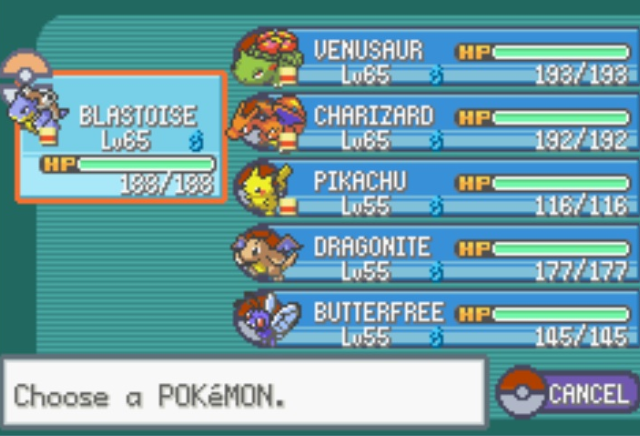 BLASTOISE
Lv65 ♂
HP
188/188
VENUSAUR HP
Lv65 ♂ 193/193
CHARIZARD HP
Lv65 ♂ 192/192
PIKACHU HP
Lv55 ♂ 116/116
DRAGONITE HP
Lv55 ♂ 177/177
BUTTERFREE HP
Lv55 ♂ 145/145
Choose a POKéMON.
CANCEL